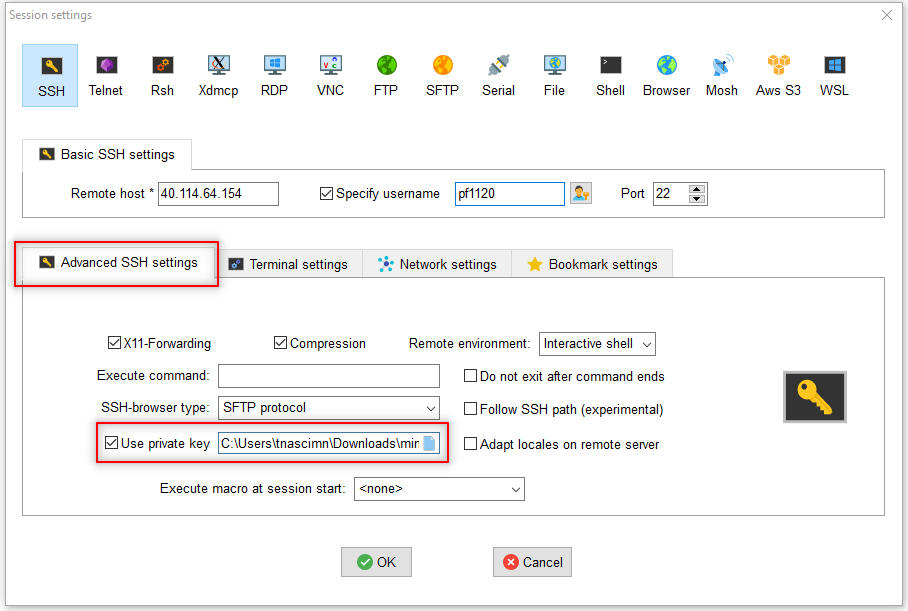 Session settings
SSH Telnet Rsh Xdmcp RDP VNC FTP SFTP Serial File Shell Browser Mosh Aws S3 WSL
Basic SSH settings
Remote host * 40.114.64.154 Specify username pf1120 Port 22
Advanced SSH settings Terminal settings Network settings Bookmark settings
X11-Forwarding Compression Remote environment: Interactive shell
Execute command: Do not exit after command ends
SSH-browser type: SFTP protocol Follow SSH path (experimental)
Use private key C:\Users\tnascimn\Downloads\mir Adapt locales on remote server
Execute macro at session start: <none>
OK Cancel